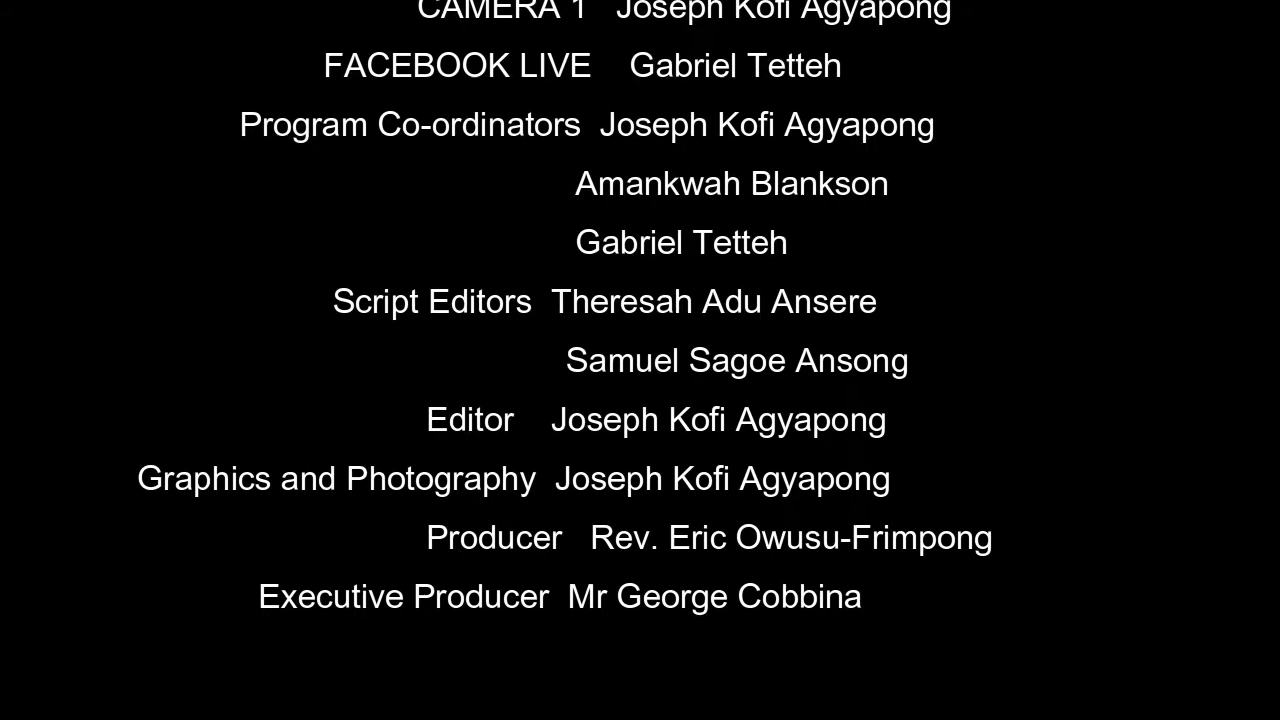 CAMERA 1 Joseph Kofi Agyapong
FACEBOOK LIVE Gabriel Tetteh
Program Co-ordinators Joseph Kofi Agyapong
Amankwah Blankson
Gabriel Tetteh
Script Editors Theresah Adu Ansere
Samuel Sagoe Ansong
Editor Joseph Kofi Agyapong
Graphics and Photography Joseph Kofi Agyapong
Producer Rev. Eric Owusu-Frimpong
Executive Producer Mr George Cobbina